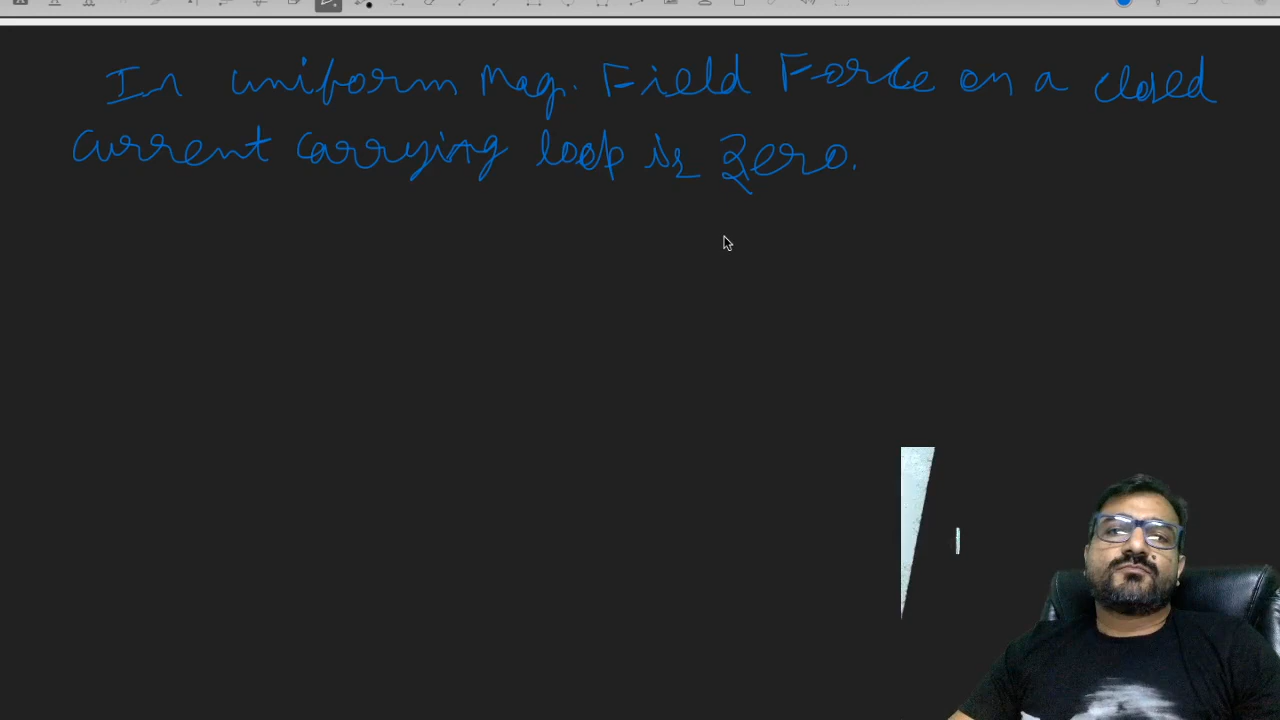 In uniform Mag. Field Force on a closed
current carrying loop is zero.